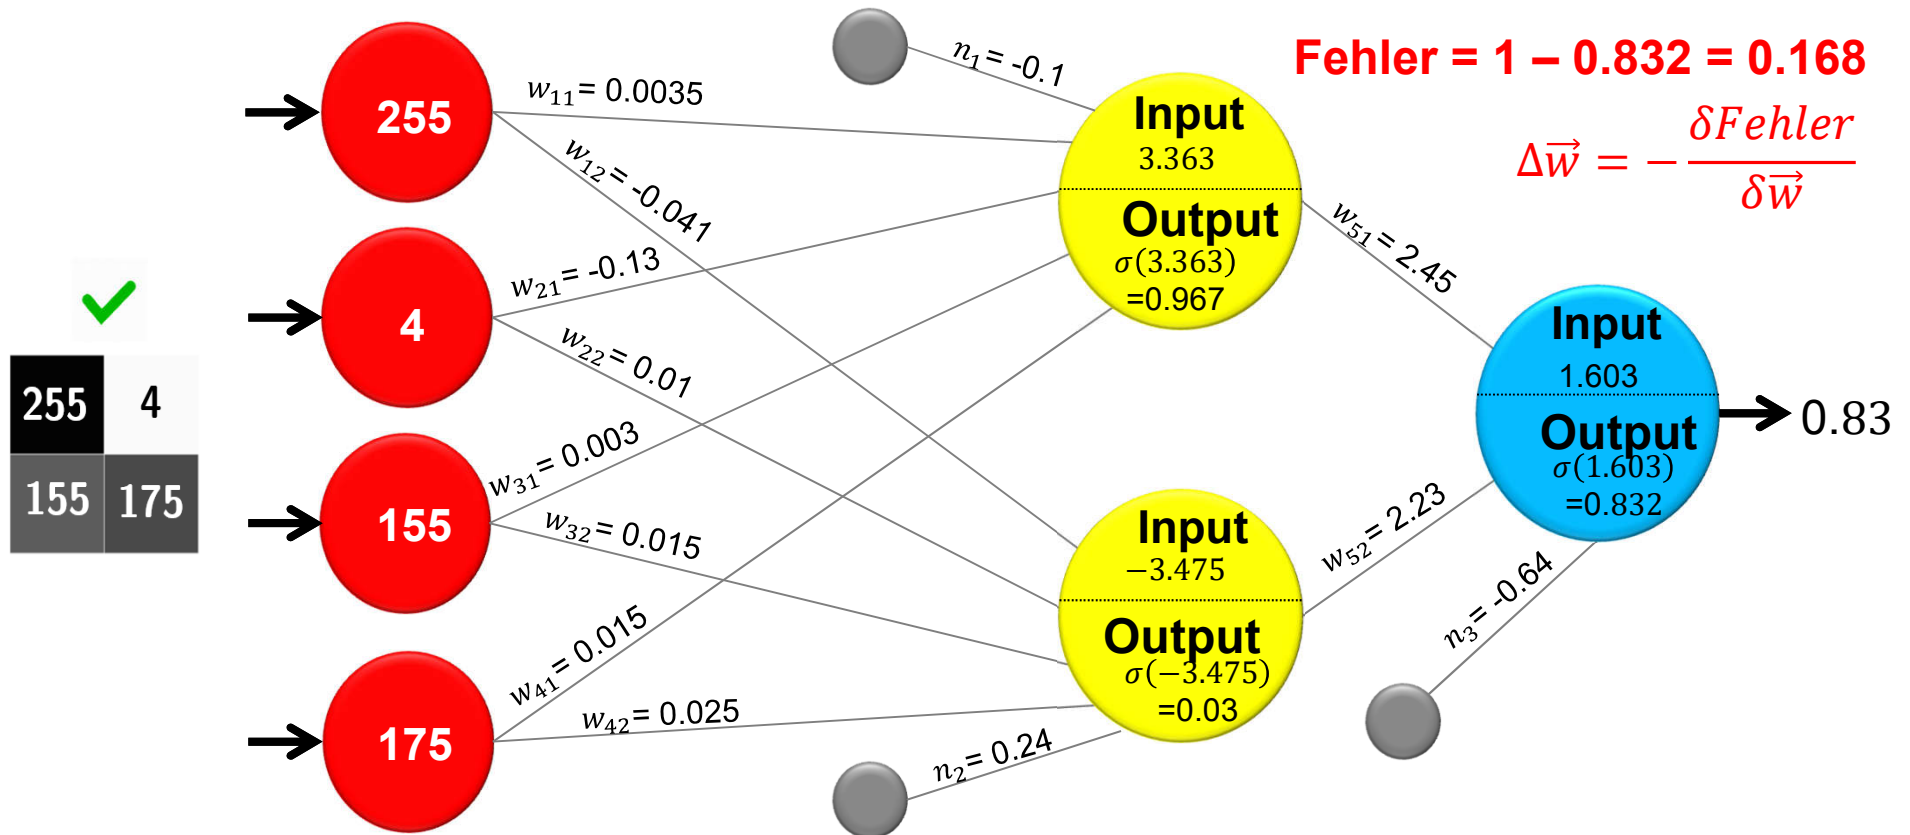 Fehler = 1 – 0.832 = 0.168
Δw⃗ = − δFehler / δw⃗
255 4
155 175
255
4
155
175
w₁₁= 0.0035
w₁₂= -0.041
w₂₁= -0.13
w₂₂= 0.01
w₃₁= 0.003
w₃₂= 0.015
w₄₁= 0.015
w₄₂= 0.025
n₁= -0.1
n₂= 0.24
Input
3.363
Output
σ(3.363)
=0.967
Input
−3.475
Output
σ(−3.475)
=0.03
w₅₁= 2.45
w₅₂= 2.23
n₃= -0.64
Input
1.603
Output
σ(1.603)
=0.832
0.83